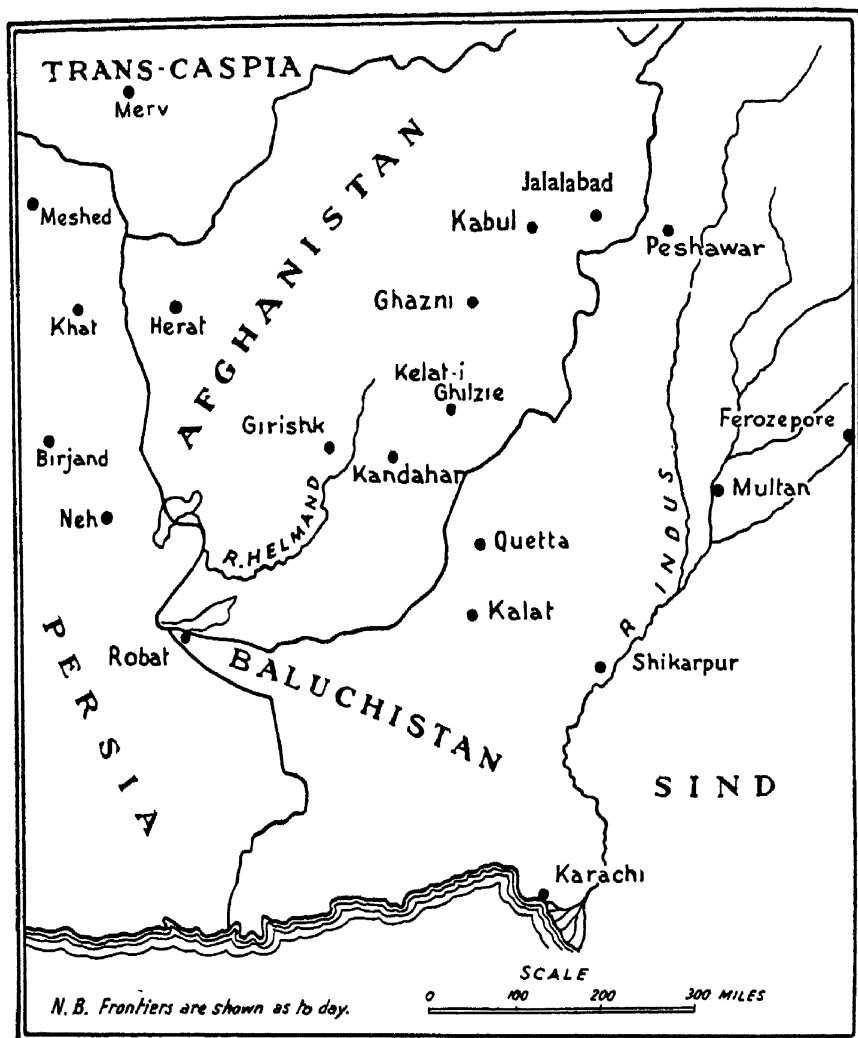 TRANS-CASPIA
Merv
Meshed
Jalalabad
Kabul
Peshawar
AFGHANISTAN
Khat
Herat
Ghazni
Kelat-i
Ghilzie
Ferozepore
Girishk
Birjand
Kandahar
Multan
Neh
R. HELMAND
Quetta
R INDUS
Kalat
PERSIA
Robat
BALUCHISTAN
Shikarpur
SIND
Karachi
SCALE
N.B. Frontiers are shown as to day.
0 100 200 300 MILES